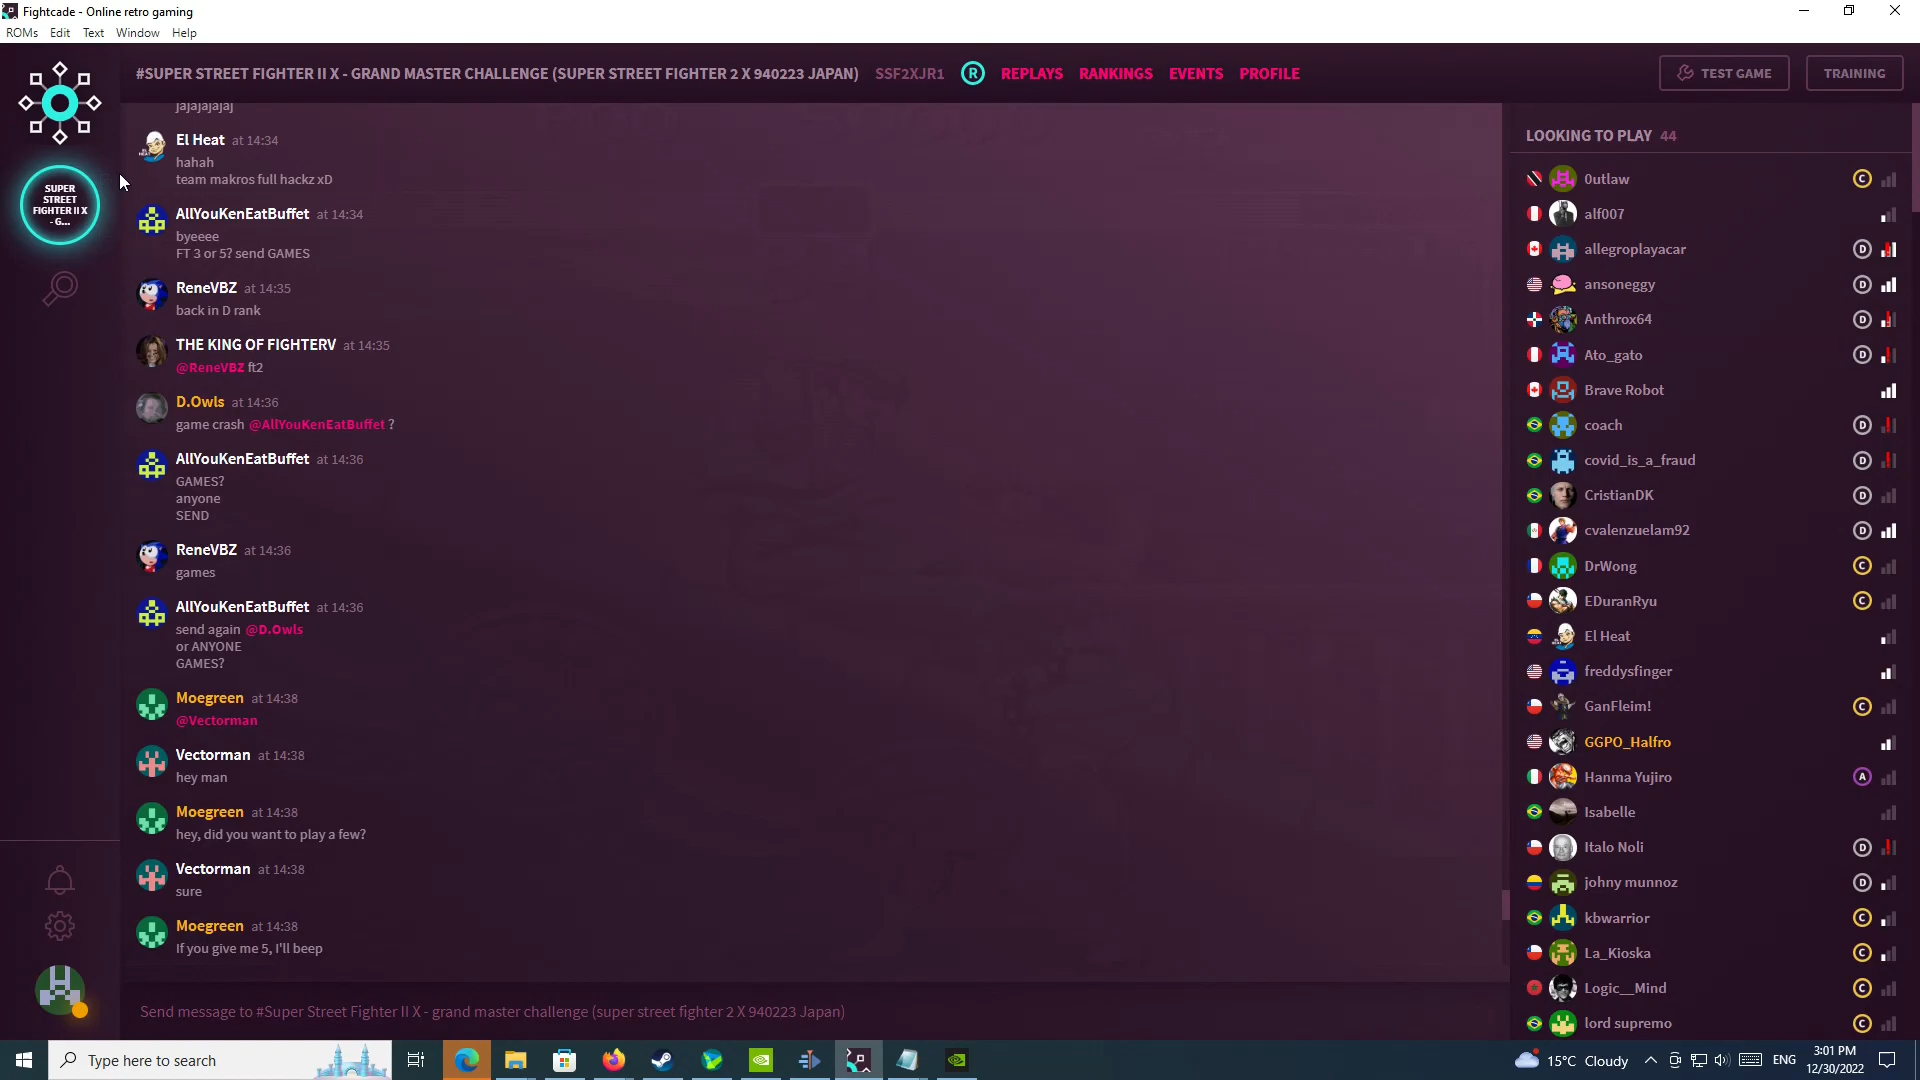 Fightcade - Online retro gaming
ROMs Edit Text Window Help
#SUPER STREET FIGHTER II X - GRAND MASTER CHALLENGE (SUPER STREET FIGHTER 2 X 940223 JAPAN) SSF2XJR1 R REPLAYS RANKINGS EVENTS PROFILE
TEST GAME
TRAINING
SUPER
STREET
FIGHTER II X
- G...
jajajajajaj
El Heat at 14:34
hahah
team makros full hackz xD
AllYouKenEatBuffet at 14:34
byeeee
FT 3 or 5? send GAMES
ReneVBZ at 14:35
back in D rank
THE KING OF FIGHTERV at 14:35
@ReneVBZ ft2
D.Owls at 14:36
game crash @AllYouKenEatBuffet ?
AllYouKenEatBuffet at 14:36
GAMES?
anyone
SEND
ReneVBZ at 14:36
games
AllYouKenEatBuffet at 14:36
send again @D.Owls
or ANYONE
GAMES?
Moegreen at 14:38
@Vectorman
Vectorman at 14:38
hey man
Moegreen at 14:38
hey, did you want to play a few?
Vectorman at 14:38
sure
Moegreen at 14:38
If you give me 5, I'll beep
Send message to #Super Street Fighter II X - grand master challenge (super street fighter 2 X 940223 Japan)
LOOKING TO PLAY 44
0utlaw C
alf007
allegroplayacar D
ansoneggy D
Anthrox64 D
Ato_gato D
Brave Robot
coach D
covid_is_a_fraud D
CristianDK D
cvalenzuelam92 D
DrWong C
EDuranRyu C
El Heat
freddysfinger
GanFleim! C
GGPO_Halfro
Hanma Yujiro A
Isabelle
Italo Noli D
johny munnoz D
kbwarrior C
La_Kioska C
Logic__Mind C
lord supremo C
Type here to search
15°C Cloudy
ENG
3:01 PM
12/30/2022